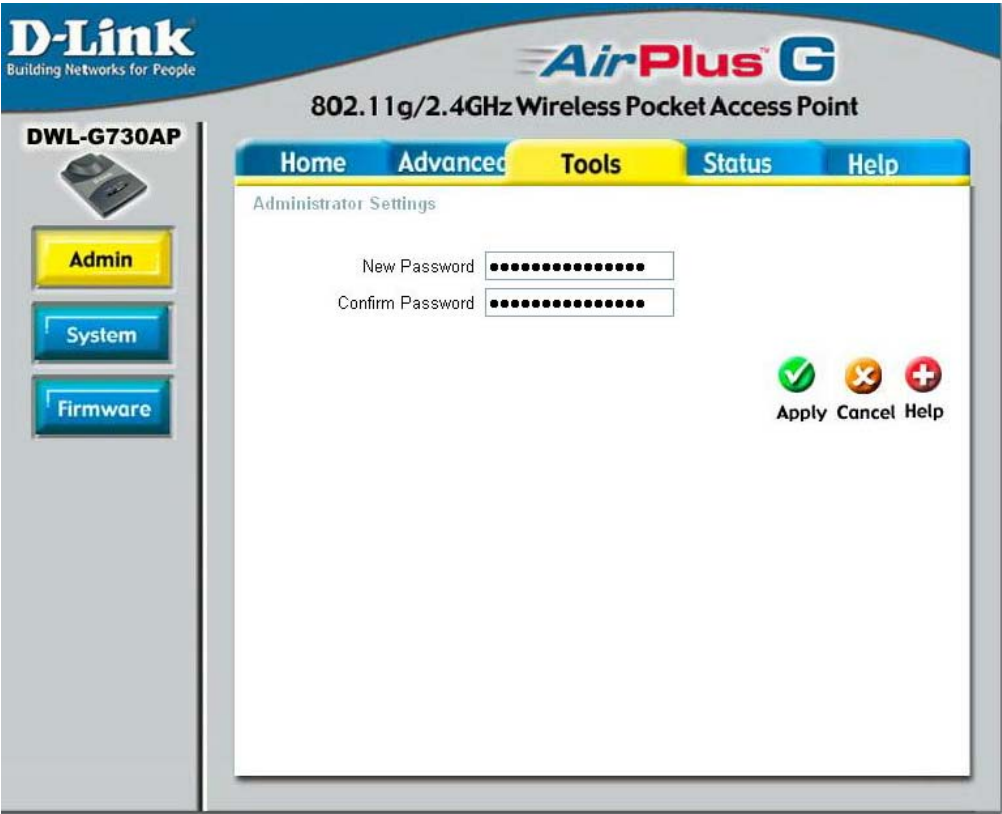 D-Link
Building Networks for People
AirPlus™ G
802.11g/2.4GHz Wireless Pocket Access Point
DWL-G730AP
Home Advanced Tools Status Help
Admin
System
Firmware
Administrator Settings
New Password ●●●●●●●●●●●●●●●
Confirm Password ●●●●●●●●●●●●●●●
Apply Cancel Help